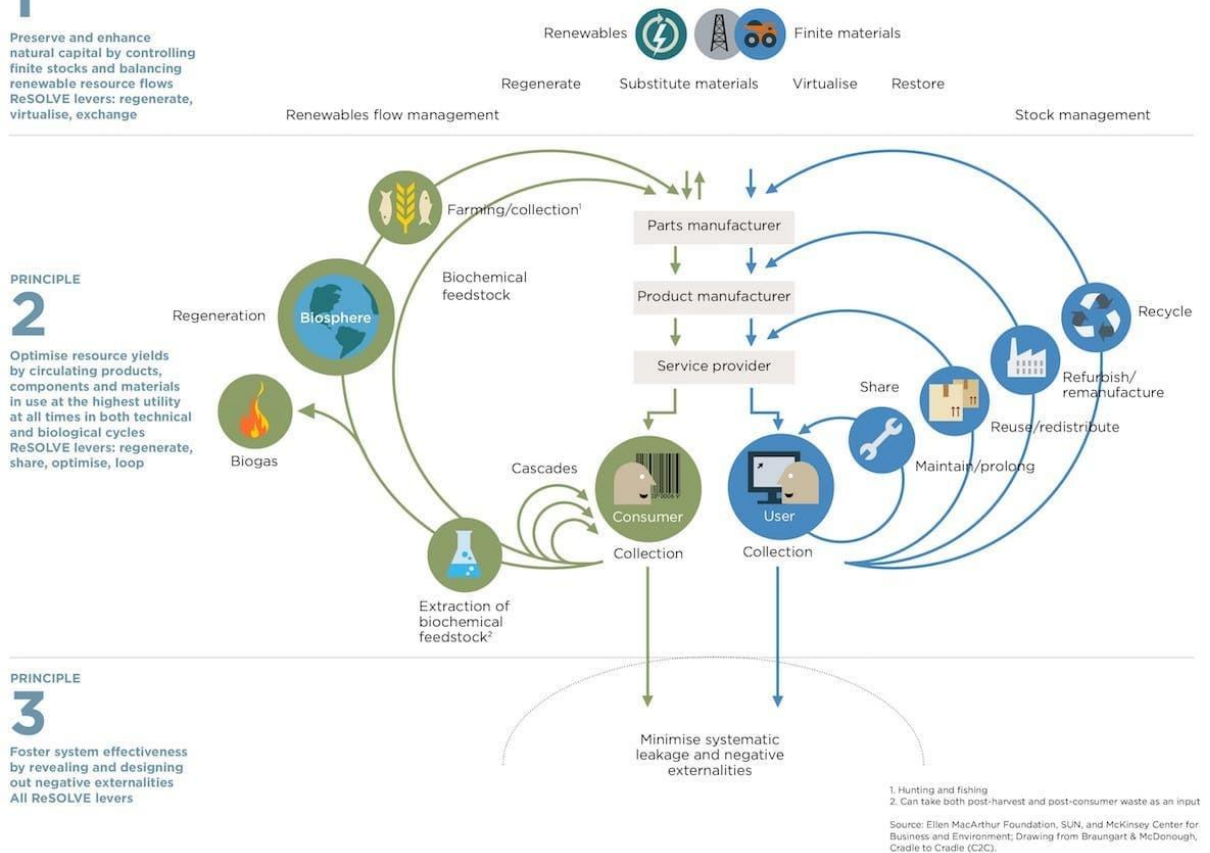 1
Preserve and enhance
natural capital by controlling
finite stocks and balancing
renewable resource flows
ReSOLVE levers: regenerate,
virtualise, exchange
Renewables
Finite materials
Regenerate
Substitute materials
Virtualise
Restore
Renewables flow management
Stock management
PRINCIPLE
2
Optimise resource yields
by circulating products,
components and materials
in use at the highest utility
at all times in both technical
and biological cycles
ReSOLVE levers: regenerate,
share, optimise, loop
Farming/collection¹
Biochemical
feedstock
Regeneration
Biosphere
Biogas
Cascades
Extraction of
biochemical
feedstock²
Parts manufacturer
Product manufacturer
Service provider
Consumer
Collection
User
Collection
Share
Maintain/prolong
Reuse/redistribute
Refurbish/
remanufacture
Recycle
PRINCIPLE
3
Foster system effectiveness
by revealing and designing
out negative externalities
All ReSOLVE levers
Minimise systematic
leakage and negative
externalities
1. Hunting and fishing
2. Can take both post-harvest and post-consumer waste as an input
Source: Ellen MacArthur Foundation, SUN, and McKinsey Center for
Business and Environment; Drawing from Braungart & McDonough,
Cradle to Cradle (C2C).